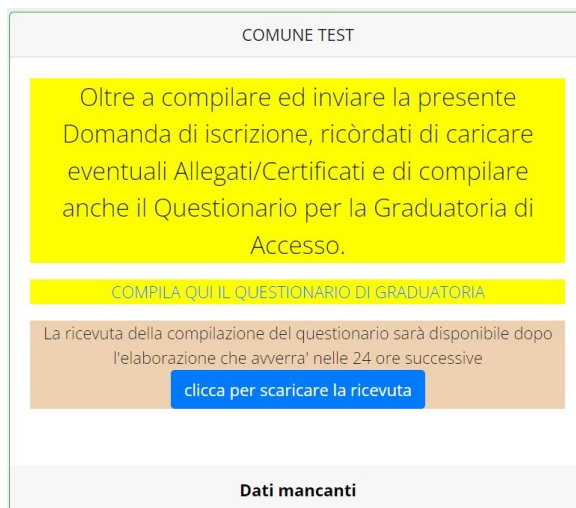 COMUNE TEST
Oltre a compilare ed inviare la presente
Domanda di iscrizione, ricòrdati di caricare
eventuali Allegati/Certificati e di compilare
anche il Questionario per la Graduatoria di
Accesso.
COMPILA QUI IL QUESTIONARIO DI GRADUATORIA
La ricevuta della compilazione del questionario sarà disponibile dopo
l'elaborazione che avverra' nelle 24 ore successive
clicca per scaricare la ricevuta
Dati mancanti